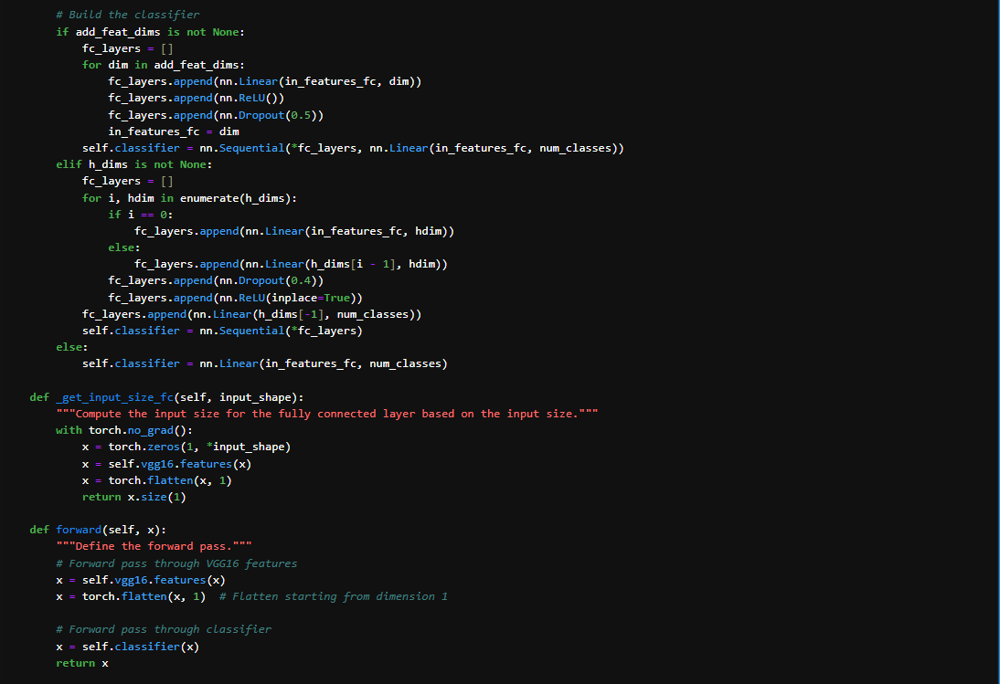 # Build the classifier
        if add_feat_dims is not None:
            fc_layers = []
            for dim in add_feat_dims:
                fc_layers.append(nn.Linear(in_features_fc, dim))
                fc_layers.append(nn.ReLU())
                fc_layers.append(nn.Dropout(0.5))
                in_features_fc = dim
            self.classifier = nn.Sequential(*fc_layers, nn.Linear(in_features_fc, num_classes))
        elif h_dims is not None:
            fc_layers = []
            for i, hdim in enumerate(h_dims):
                if i == 0:
                    fc_layers.append(nn.Linear(in_features_fc, hdim))
                else:
                    fc_layers.append(nn.Linear(h_dims[i - 1], hdim))
                fc_layers.append(nn.Dropout(0.4))
                fc_layers.append(nn.ReLU(inplace=True))
            fc_layers.append(nn.Linear(h_dims[-1], num_classes))
            self.classifier = nn.Sequential(*fc_layers)
        else:
            self.classifier = nn.Linear(in_features_fc, num_classes)

    def _get_input_size_fc(self, input_shape):
        """Compute the input size for the fully connected layer based on the input size."""
        with torch.no_grad():
            x = torch.zeros(1, *input_shape)
            x = self.vgg16.features(x)
            x = torch.flatten(x, 1)
            return x.size(1)

    def forward(self, x):
        """Define the forward pass."""
        # Forward pass through VGG16 features
        x = self.vgg16.features(x)
        x = torch.flatten(x, 1)  # Flatten starting from dimension 1

        # Forward pass through classifier
        x = self.classifier(x)
        return x